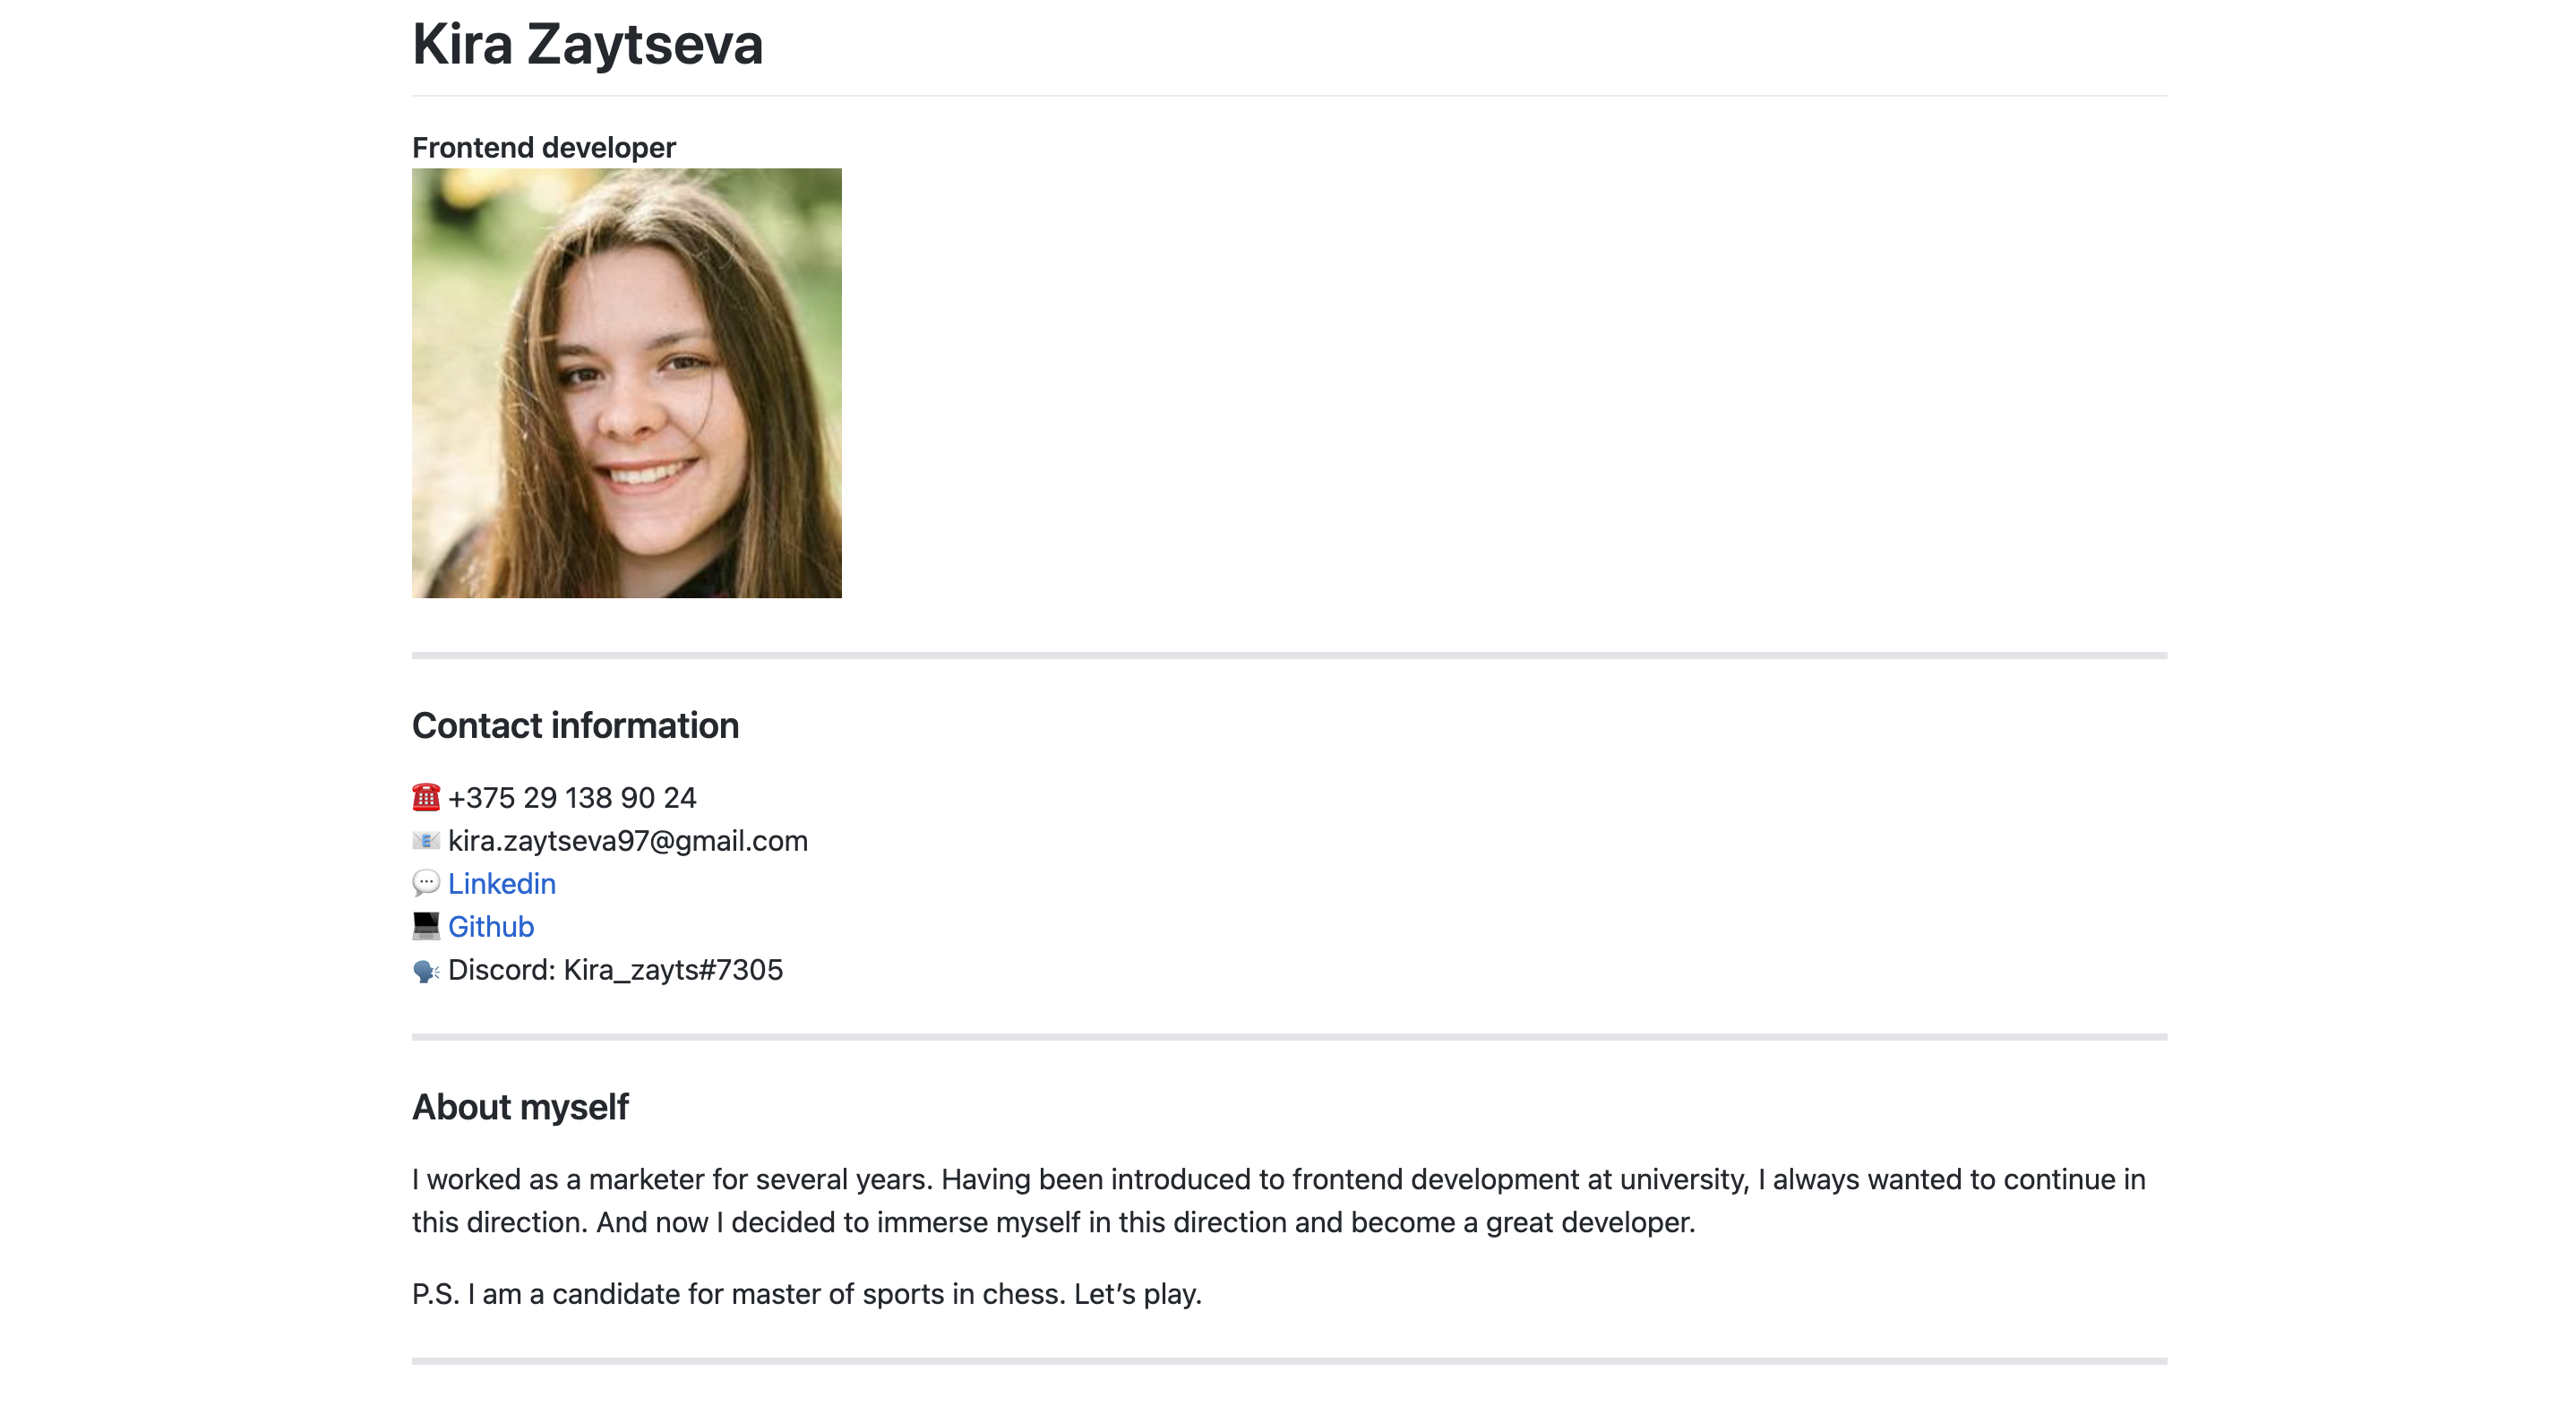 Kira Zaytseva
Frontend developer
Contact information
+375 29 138 90 24
kira.zaytseva97@gmail.com
Linkedin
Github
Discord: Kira_zayts#7305
About myself
I worked as a marketer for several years. Having been introduced to frontend development at university, I always wanted to continue in
this direction. And now I decided to immerse myself in this direction and become a great developer.
P.S. I am a candidate for master of sports in chess. Let’s play.